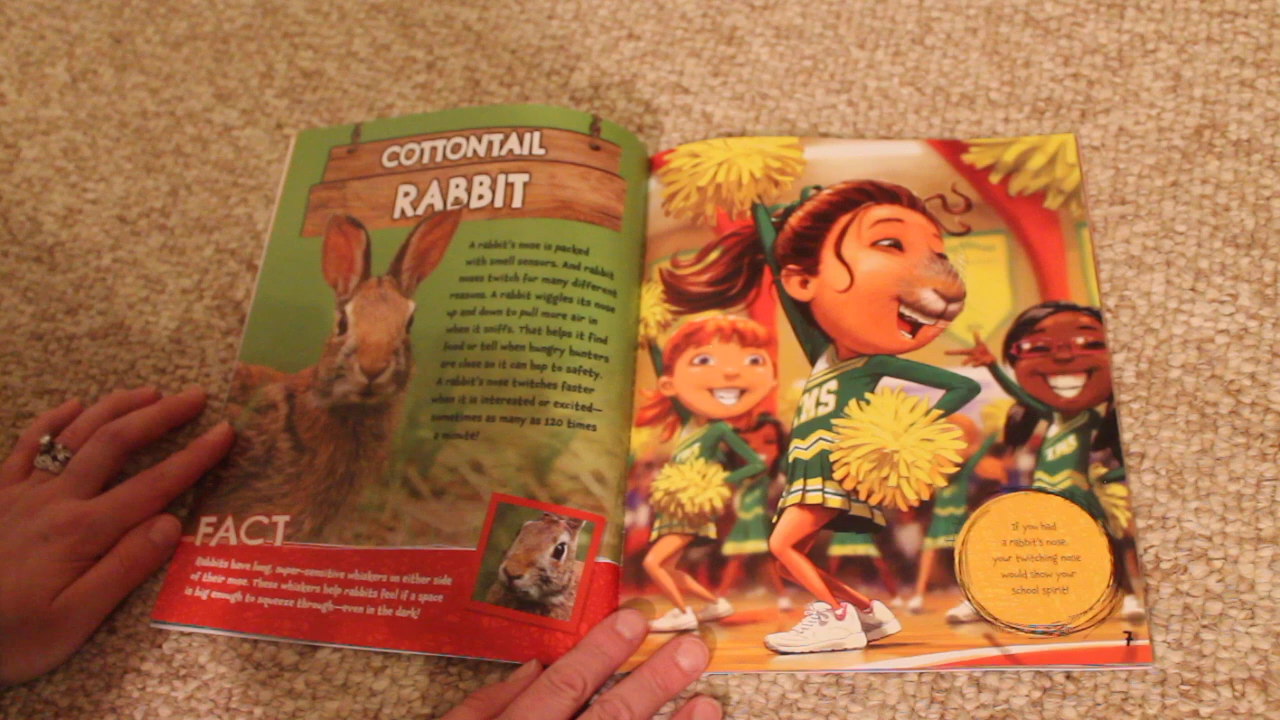 COTTONTAIL
RABBIT
A rabbit's nose is packed
with smell sensors. And rabbit
noses twitch for many different
reasons. A rabbit wiggles its nose
up and down to pull more air in
when it sniffs. That helps it find
food or tell when hungry hunters
are close so it can hop to safety.
A rabbit's nose twitches faster
when it is interested or excited—
sometimes as many as 120 times
a minute!
FACT
Rabbits have long, super-sensitive whiskers on either side
of their nose. These whiskers help rabbits feel if a space
is big enough to squeeze through—even in the dark!
EMS
EMS
If you had
a rabbit's nose,
your twitching nose
would show your
school spirit!
7